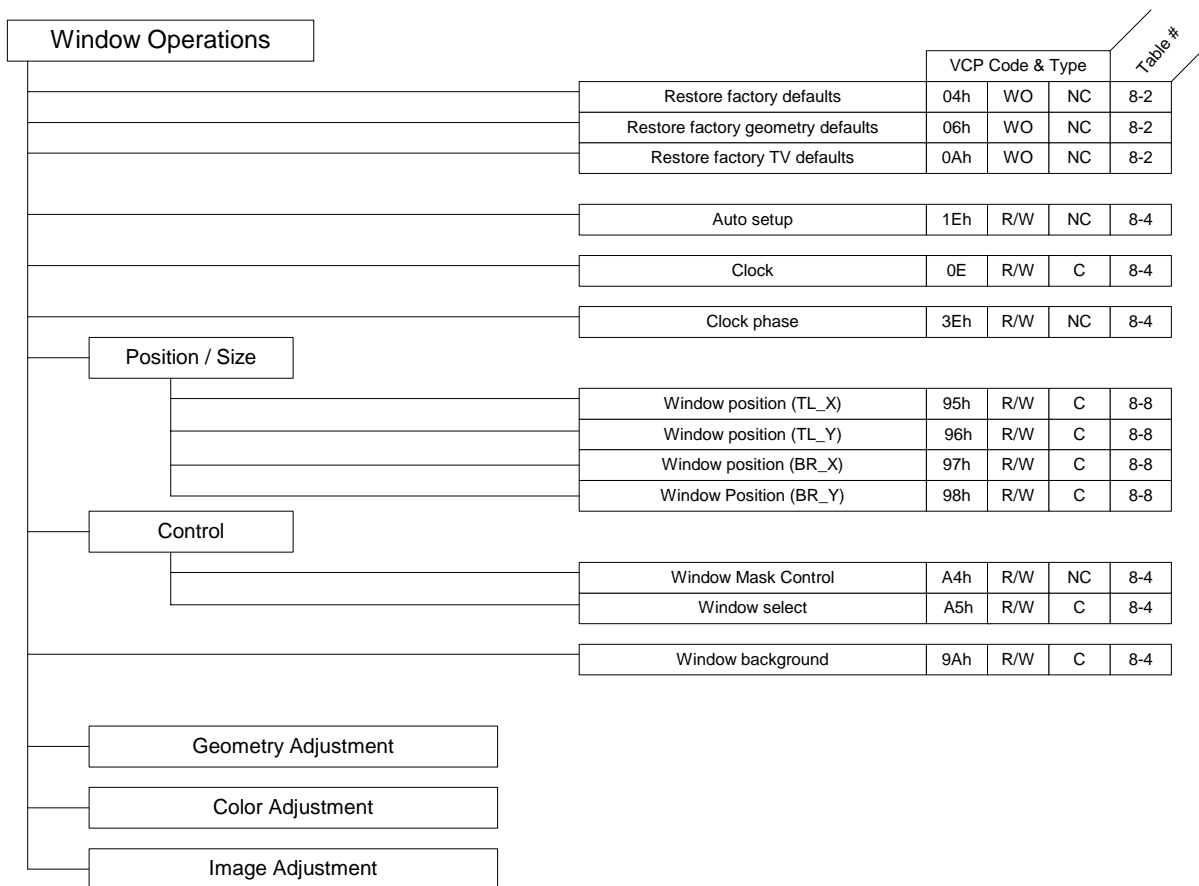 Window Operations
VCP Code & Type Table #
Restore factory defaults 04h WO NC 8-2
Restore factory geometry defaults 06h WO NC 8-2
Restore factory TV defaults 0Ah WO NC 8-2
Auto setup 1Eh R/W NC 8-4
Clock 0E R/W C 8-4
Clock phase 3Eh R/W NC 8-4
Position / Size
Window position (TL_X) 95h R/W C 8-8
Window position (TL_Y) 96h R/W C 8-8
Window position (BR_X) 97h R/W C 8-8
Window Position (BR_Y) 98h R/W C 8-8
Control
Window Mask Control A4h R/W NC 8-4
Window select A5h R/W C 8-4
Window background 9Ah R/W C 8-4
Geometry Adjustment
Color Adjustment
Image Adjustment